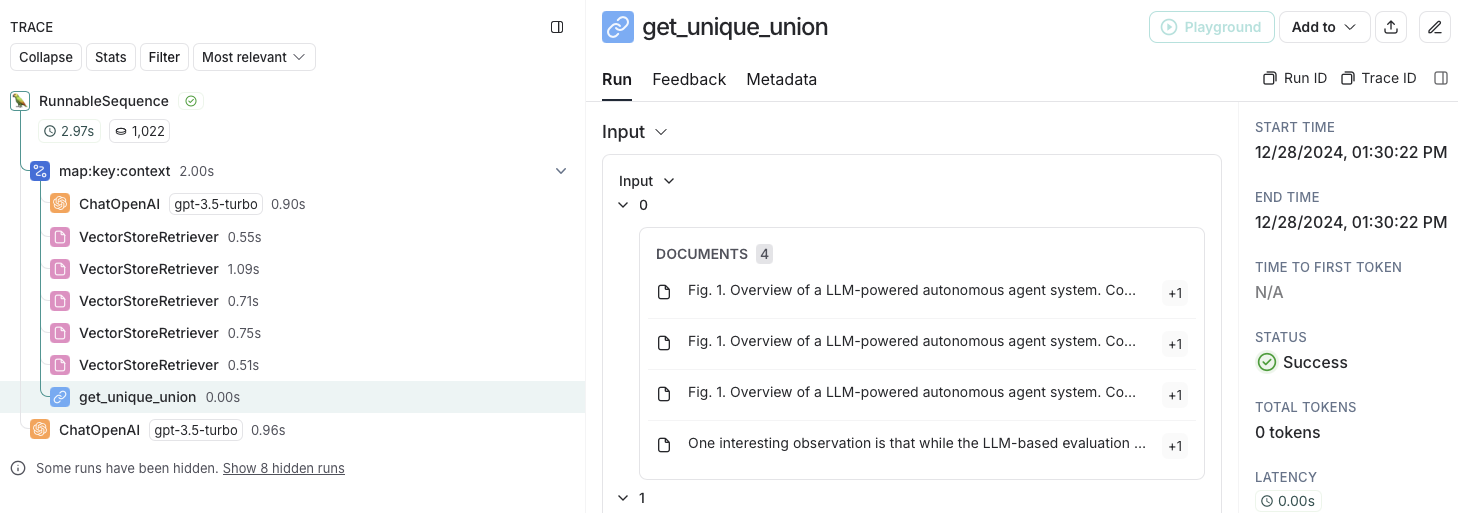 TRACE
Collapse Stats Filter Most relevant
RunnableSequence
2.97s 1,022
map:key:context 2.00s
ChatOpenAI gpt-3.5-turbo 0.90s
VectorStoreRetriever 0.55s
VectorStoreRetriever 1.09s
VectorStoreRetriever 0.71s
VectorStoreRetriever 0.75s
VectorStoreRetriever 0.51s
get_unique_union 0.00s
ChatOpenAI gpt-3.5-turbo 0.96s
Some runs have been hidden. Show 8 hidden runs
get_unique_union
Playground Add to
Run Feedback Metadata
Run ID Trace ID
Input
Input
0
DOCUMENTS 4
Fig. 1. Overview of a LLM-powered autonomous agent system. Co... +1
Fig. 1. Overview of a LLM-powered autonomous agent system. Co... +1
Fig. 1. Overview of a LLM-powered autonomous agent system. Co... +1
One interesting observation is that while the LLM-based evaluation ... +1
1
START TIME
12/28/2024, 01:30:22 PM
END TIME
12/28/2024, 01:30:22 PM
TIME TO FIRST TOKEN
N/A
STATUS
Success
TOTAL TOKENS
0 tokens
LATENCY
0.00s